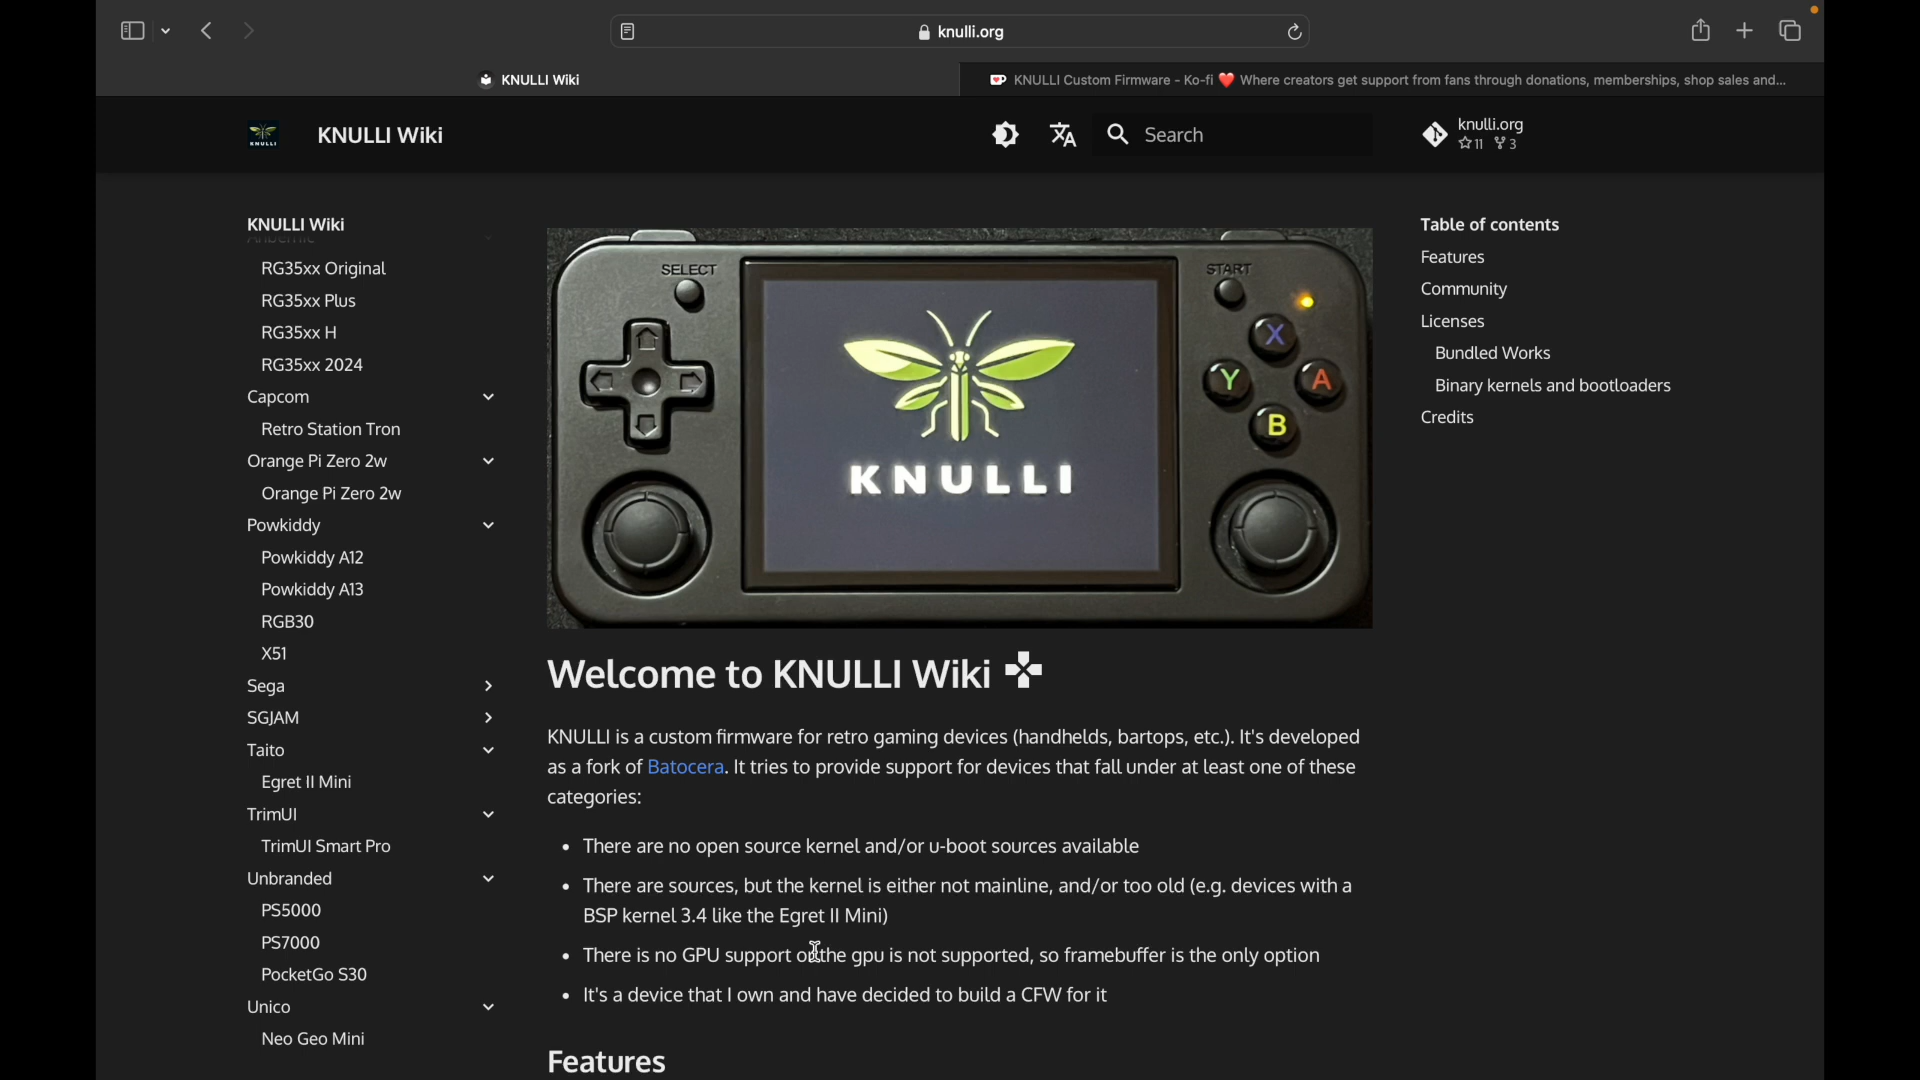 knulli.org
KNULLI Wiki
KNULLI Custom Firmware - Ko-fi ❤️ Where creators get support from fans through donations, memberships, shop sales and...
KNULLI
KNULLI Wiki
Search
knulli.org
11 3
KNULLI Wiki
Anbernic
RG35xx Original
RG35xx Plus
RG35xx H
RG35xx 2024
Capcom
Retro Station Tron
Orange Pi Zero 2w
Orange Pi Zero 2w
Powkiddy
Powkiddy A12
Powkiddy A13
RGB30
X51
Sega
SGJAM
Taito
Egret II Mini
TrimUI
TrimUI Smart Pro
Unbranded
PS5000
PS7000
PocketGo S30
Unico
Neo Geo Mini
SELECT
START
X
Y
A
B
KNULLI
Welcome to KNULLI Wiki
KNULLI is a custom firmware for retro gaming devices (handhelds, bartops, etc.). It's developed
as a fork of Batocera. It tries to provide support for devices that fall under at least one of these
categories:
• There are no open source kernel and/or u-boot sources available
• There are sources, but the kernel is either not mainline, and/or too old (e.g. devices with a
BSP kernel 3.4 like the Egret II Mini)
• There is no GPU support or the gpu is not supported, so framebuffer is the only option
• It's a device that I own and have decided to build a CFW for it
Features
Table of contents
Features
Community
Licenses
Bundled Works
Binary kernels and bootloaders
Credits